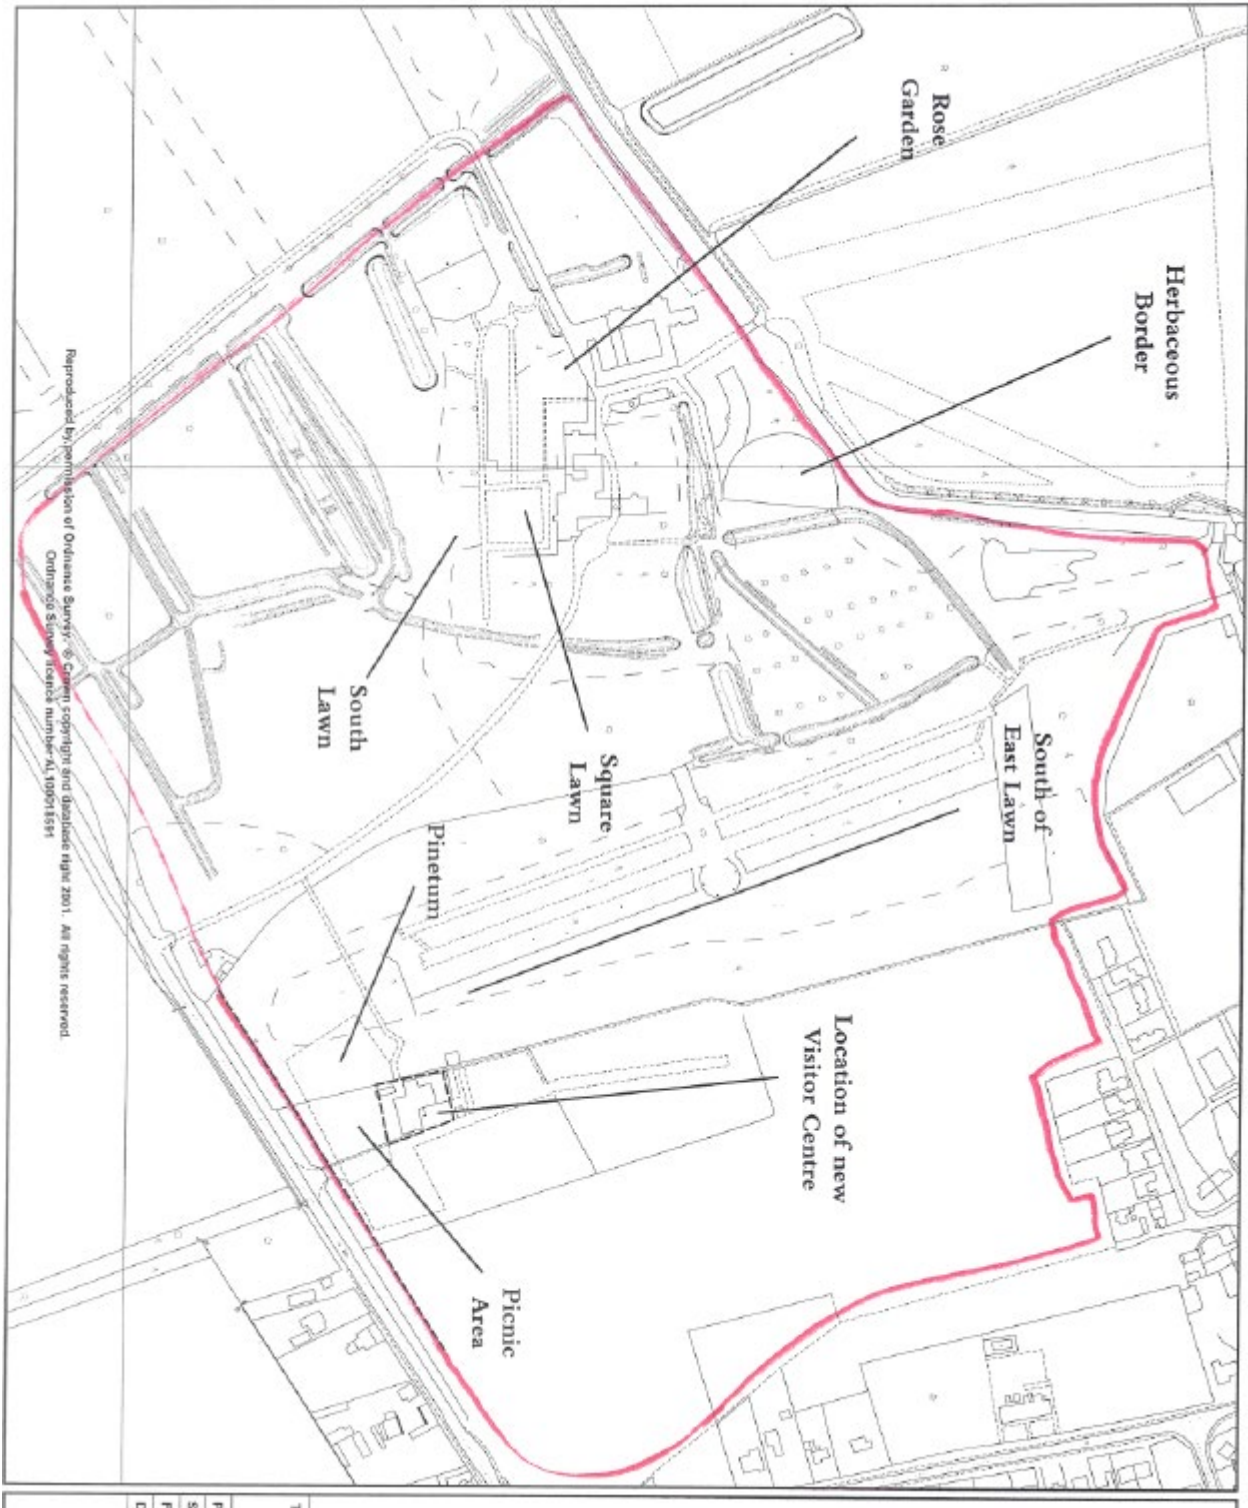 Rose
Garden
Herbaceous
Border
South of
East Lawn
South
Lawn
Square
Lawn
Pinetum
Location of new
Visitor Centre
Picnic
Area
Reproduced by permission of Ordnance Survey. © Crown copyright and database right 2001. All rights reserved.
Ordnance Survey licence number AL 100018591